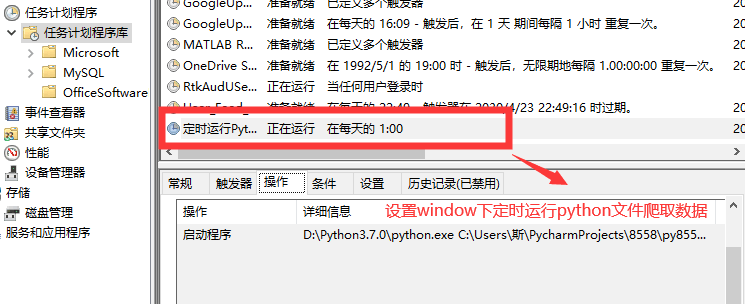 任务计划程序
任务计划程序库
Microsoft
MySQL
OfficeSoftware
事件查看器
共享文件夹
性能
设备管理器
存储
磁盘管理
服务和应用程序
GoogleUp... 准备就绪 已定义多个触发器
GoogleUp... 准备就绪 在每天的 16:09 - 触发后，在 1 天 期间每隔 1 小时 重复一次。
MATLAB R... 准备就绪 已定义多个触发器
OneDrive S... 准备就绪 在 1992/5/1 的 19:00 时 - 触发后，无限期地每隔 1.00:00:00 重复一次。
RtkAudUSe... 正在运行 当任何用户登录时
User_Feed_... 准备就绪 在每天的 22:49 - 触发器在 2030/4/23 22:49:16 时过期。
定时运行Pyt... 正在运行 在每天的 1:00
常规 触发器 操作 条件 设置 历史记录(已禁用)
设置window下定时运行python文件爬取数据
操作 详细信息
启动程序 D:\Python3.7.0\python.exe C:\Users\斯\PycharmProjects\8558\py855...